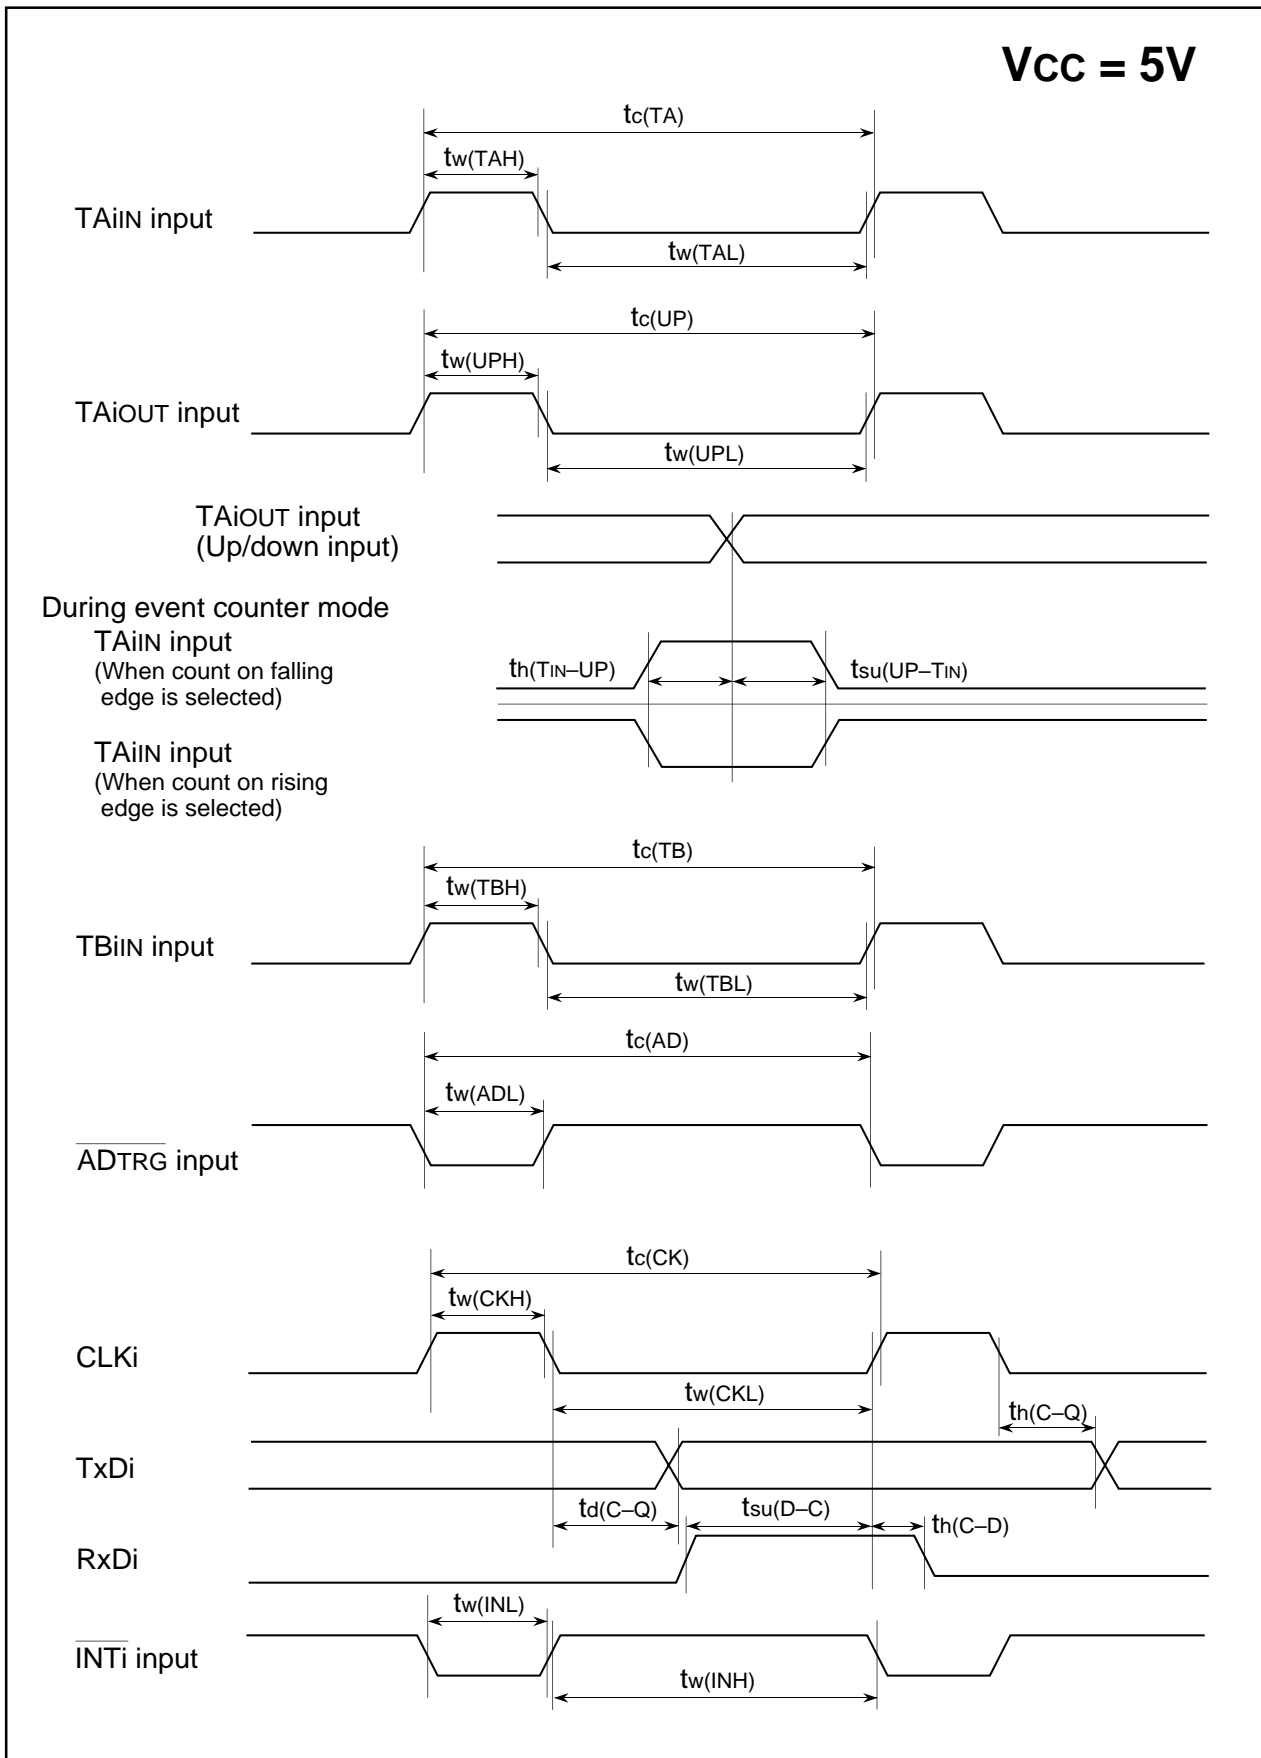 VCC = 5V
tc(TA)
tw(TAH)
TAiIN input
tw(TAL)
tc(UP)
tw(UPH)
TAiOUT input
tw(UPL)
TAiOUT input
(Up/down input)
During event counter mode
TAiIN input
(When count on falling
edge is selected)
th(TIN–UP)
tsu(UP–TIN)
TAiIN input
(When count on rising
edge is selected)
tc(TB)
tw(TBH)
TBiIN input
tw(TBL)
tc(AD)
tw(ADL)
ADTRG input
tc(CK)
tw(CKH)
CLKi
tw(CKL)
th(C–Q)
TxDi
td(C–Q)
tsu(D–C)
th(C–D)
RxDi
tw(INL)
INTi input
tw(INH)